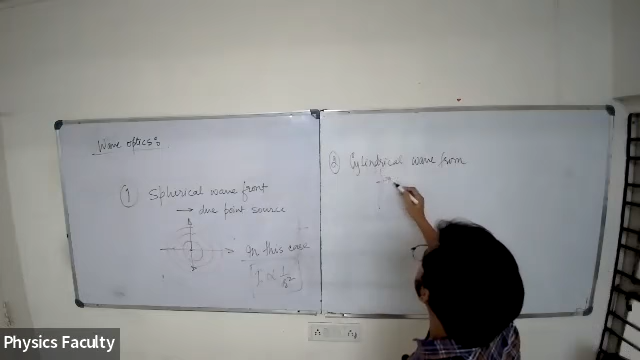 Wave optics:
① Spherical wave front
→ due point source
In this case
I ∝ 1/r²
② Cylindrical wave from
Physics Faculty